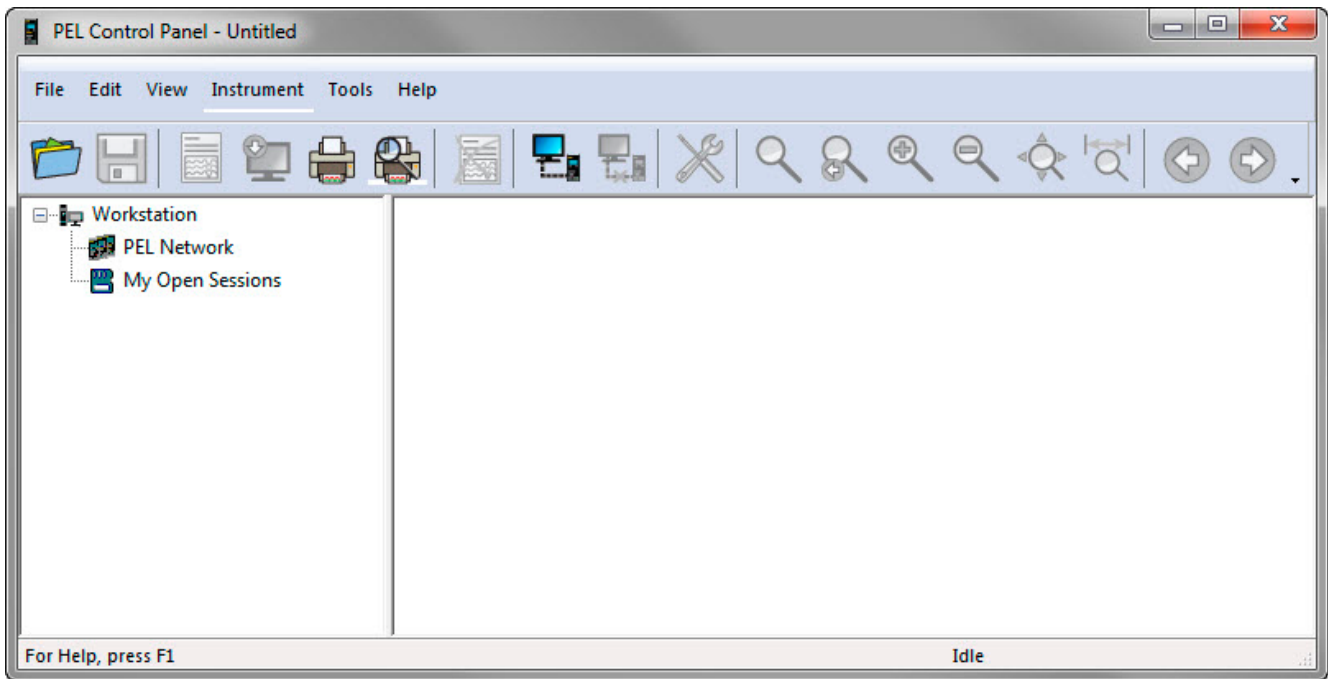 PEL Control Panel - Untitled
File Edit View Instrument Tools Help
Workstation
PEL Network
My Open Sessions
For Help, press F1 Idle